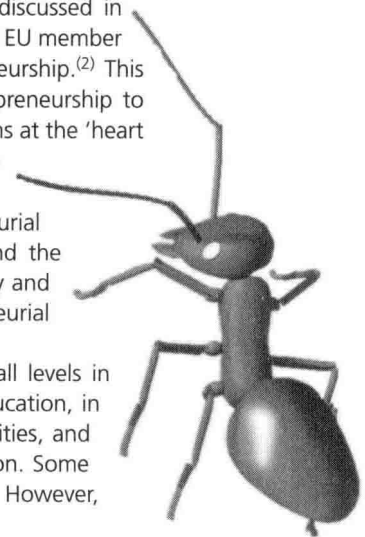 discussed in
EU member
eurship.(2) This
preneurship to
ns at the ‘heart
urial
nd the
y and
eurial
all levels in
ucation, in
ities, and
on. Some
However,